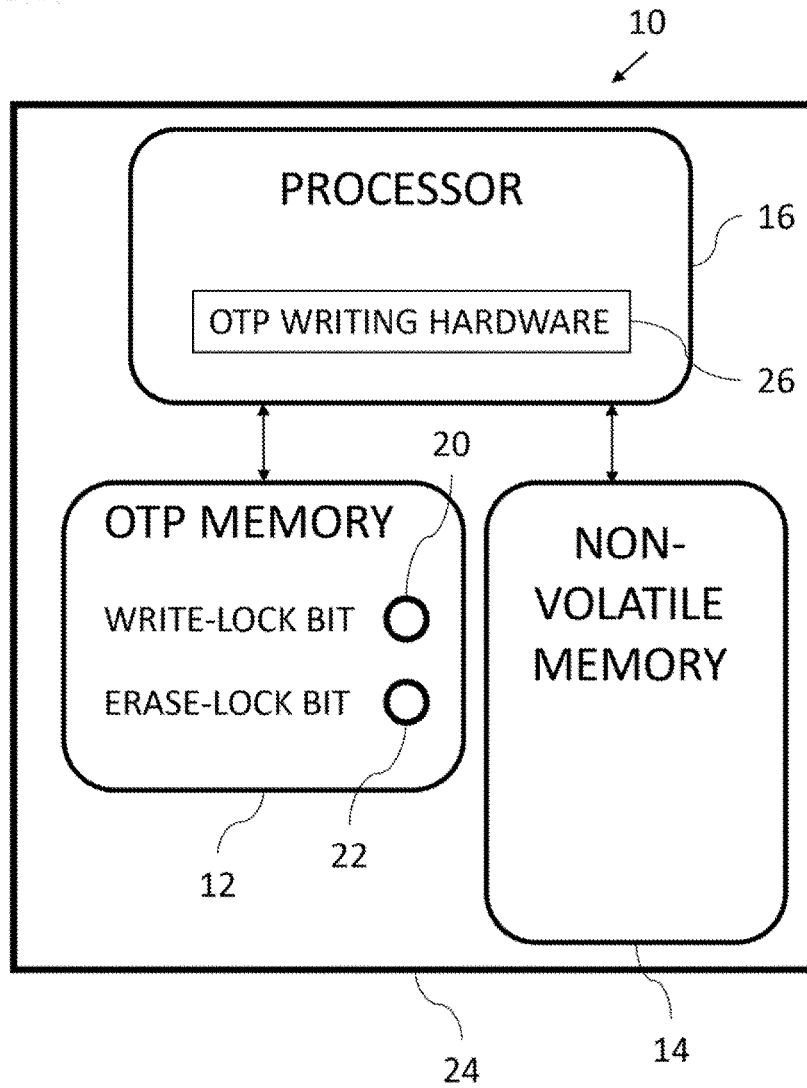 10
PROCESSOR
16
OTP WRITING HARDWARE
26
20
OTP MEMORY
WRITE-LOCK BIT
ERASE-LOCK BIT
NON-
VOLATILE
MEMORY
22
12
14
24